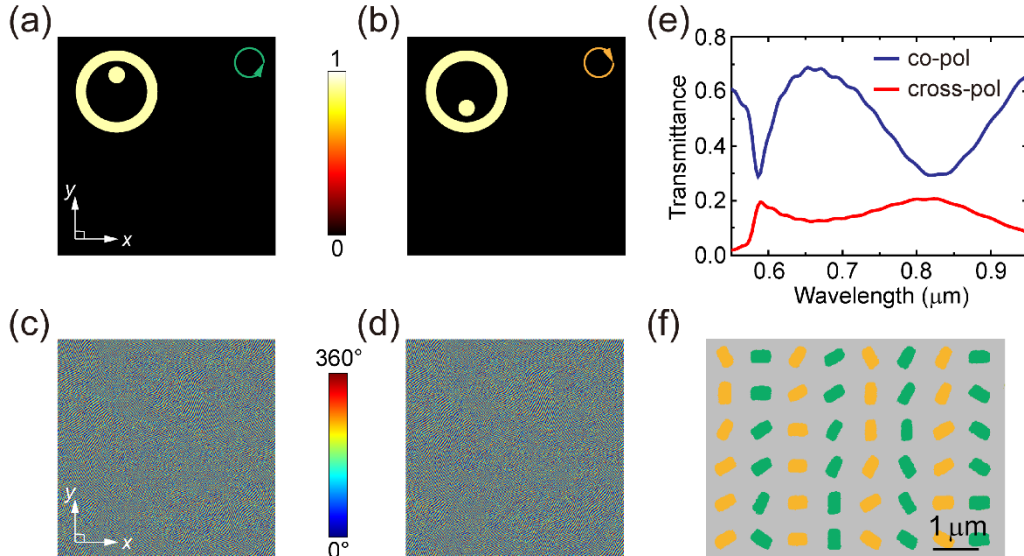 (a)
(b)
(e)
1
0
y
x
0.8
0.6
0.4
0.2
0.0
Transmittance
co-pol
cross-pol
0.6 0.7 0.8 0.9
Wavelength (μm)
(c)
(d)
(f)
360°
0°
y
x
1 μm